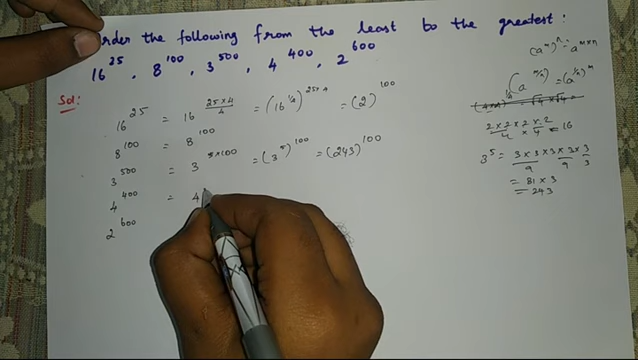 rder the following from the least to the greatest :
16^25 , 8^100 , 3^500 , 4^400 , 2^600
Sol:
16^25 = 16^(25×4/4) = (16^(1/4))^(25×4) = (2)^100
8^100 = 8^100
3^500 = 3^(5×100) = (3^5)^100 = (243)^100
4^400 = 4
2^600
(a^m)^n = a^(m×n)
2×2×2×2 = 16
3^5 = 3×3×3×3×3
= 81×3
= 243